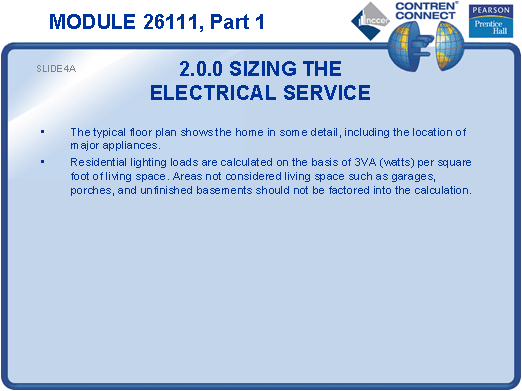 MODULE 26111, Part 1
nccer
CONTREN
CONNECT
PEARSON
Prentice
Hall
SLIDE4A
2.0.0 SIZING THE
ELECTRICAL SERVICE
• The typical floor plan shows the home in some detail, including the location of
major appliances.
• Residential lighting loads are calculated on the basis of 3VA (watts) per square
foot of living space. Areas not considered living space such as garages,
porches, and unfinished basements should not be factored into the calculation.